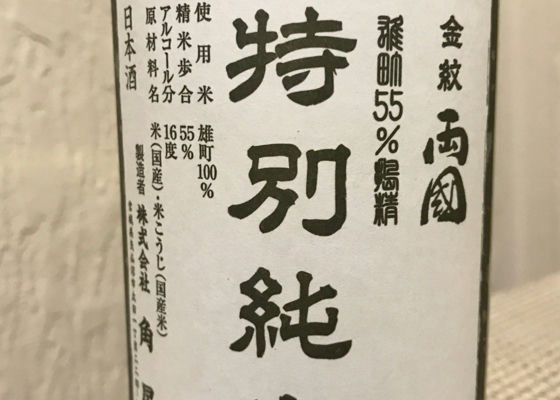 金紋 両國
雄町55%搗精
特別純
使用米 雄町100%
精米歩合 55%
アルコール分 16度
原材料名 米(国産)・米こうじ(国産米)
製造者 株式会社 角
日本酒